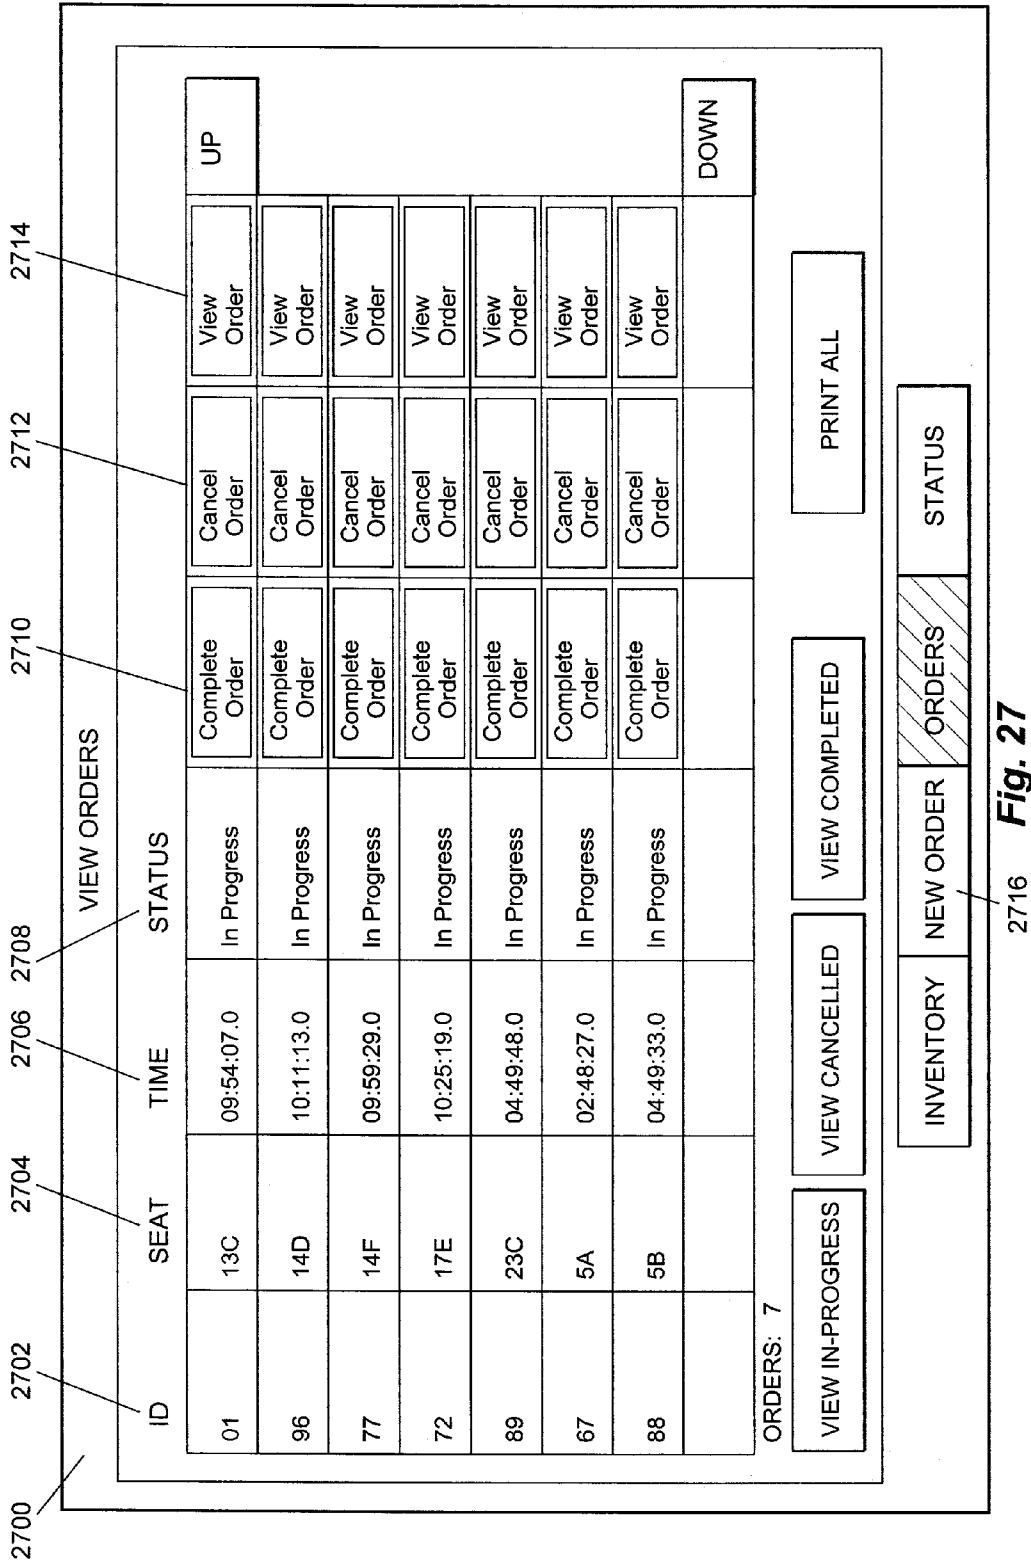 2700
2702
2704
2706
2708
2710
2712
2714
VIEW ORDERS
ID SEAT TIME STATUS
01 13C 09:54:07.0 In Progress Complete Order Cancel Order View Order UP
96 14D 10:11:13.0 In Progress Complete Order Cancel Order View Order
77 14F 09:59:29.0 In Progress Complete Order Cancel Order View Order
72 17E 10:25:19.0 In Progress Complete Order Cancel Order View Order
89 23C 04:49:48.0 In Progress Complete Order Cancel Order View Order
67 5A 02:48:27.0 In Progress Complete Order Cancel Order View Order
88 5B 04:49:33.0 In Progress Complete Order Cancel Order View Order
DOWN
ORDERS: 7
VIEW IN-PROGRESS VIEW CANCELLED VIEW COMPLETED PRINT ALL
INVENTORY NEW ORDER ORDERS STATUS
2716
Fig. 27